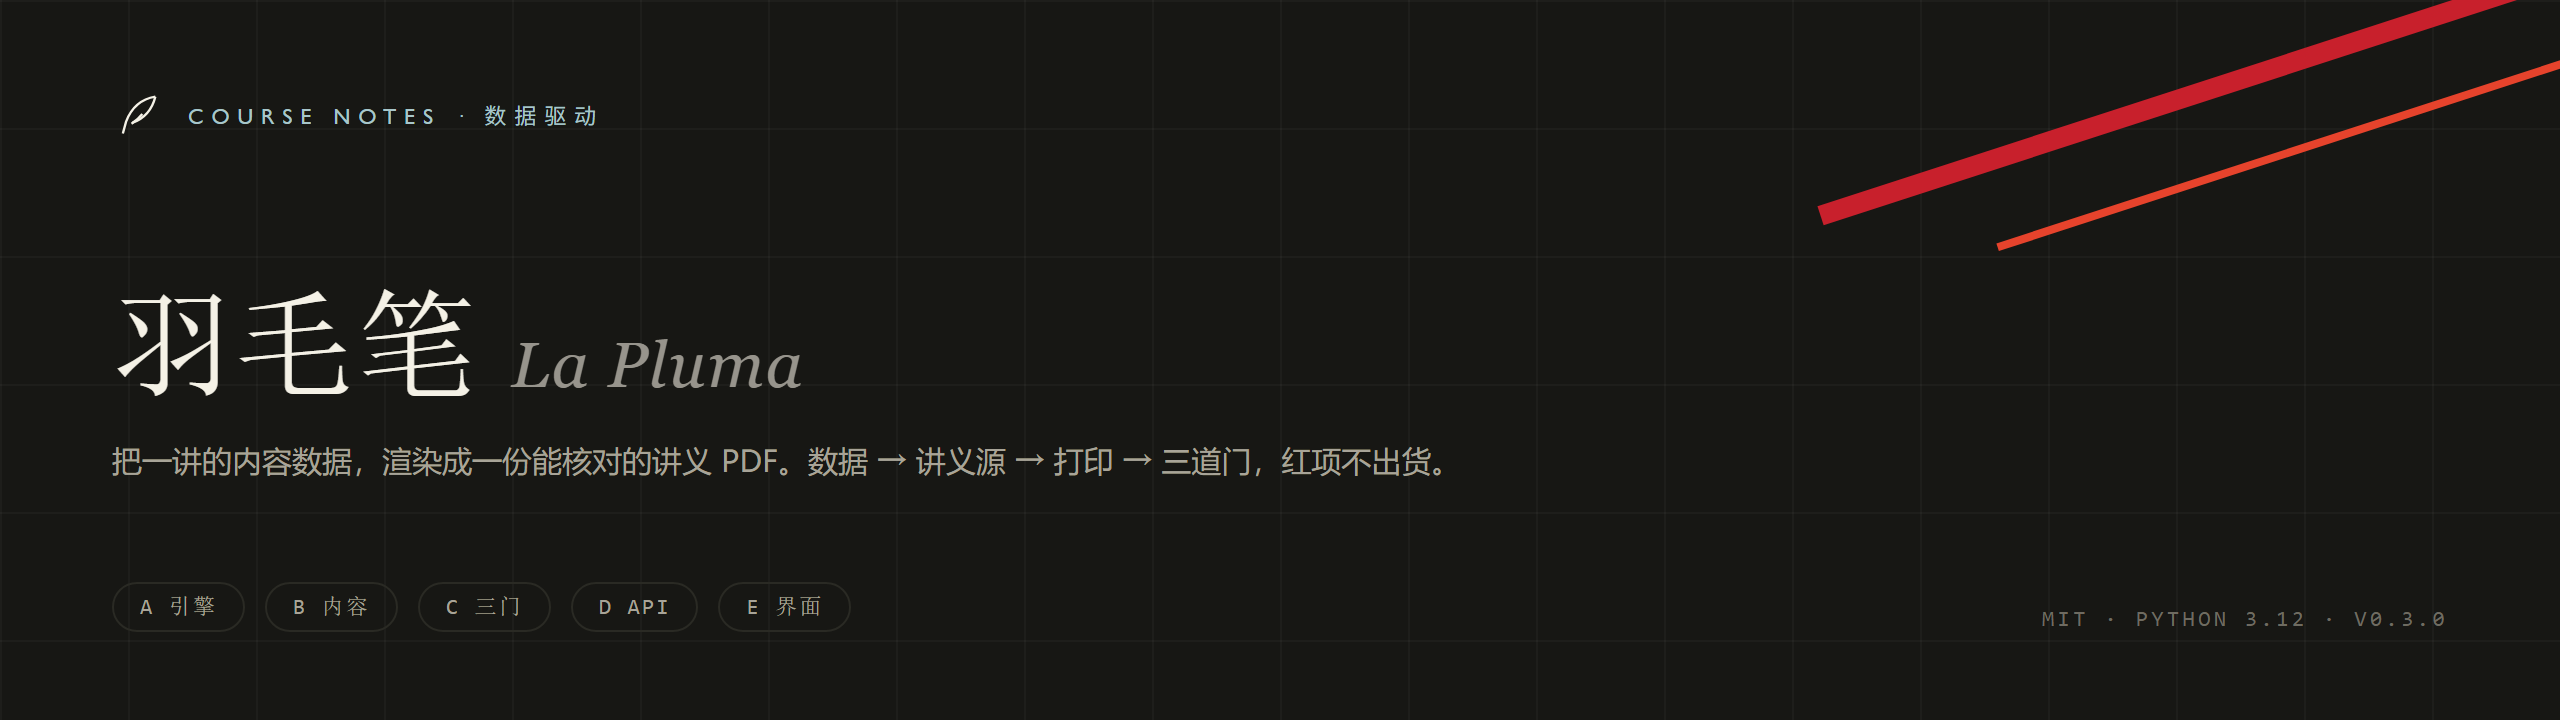 COURSE NOTES · 数据驱动
羽毛笔 La Pluma
把一讲的内容数据，渲染成一份能核对的讲义 PDF。数据 → 讲义源 → 打印 → 三道门，红项不出货。
A 引擎 B 内容 C 三门 D API E 界面
MIT · PYTHON 3.12 · V0.3.0